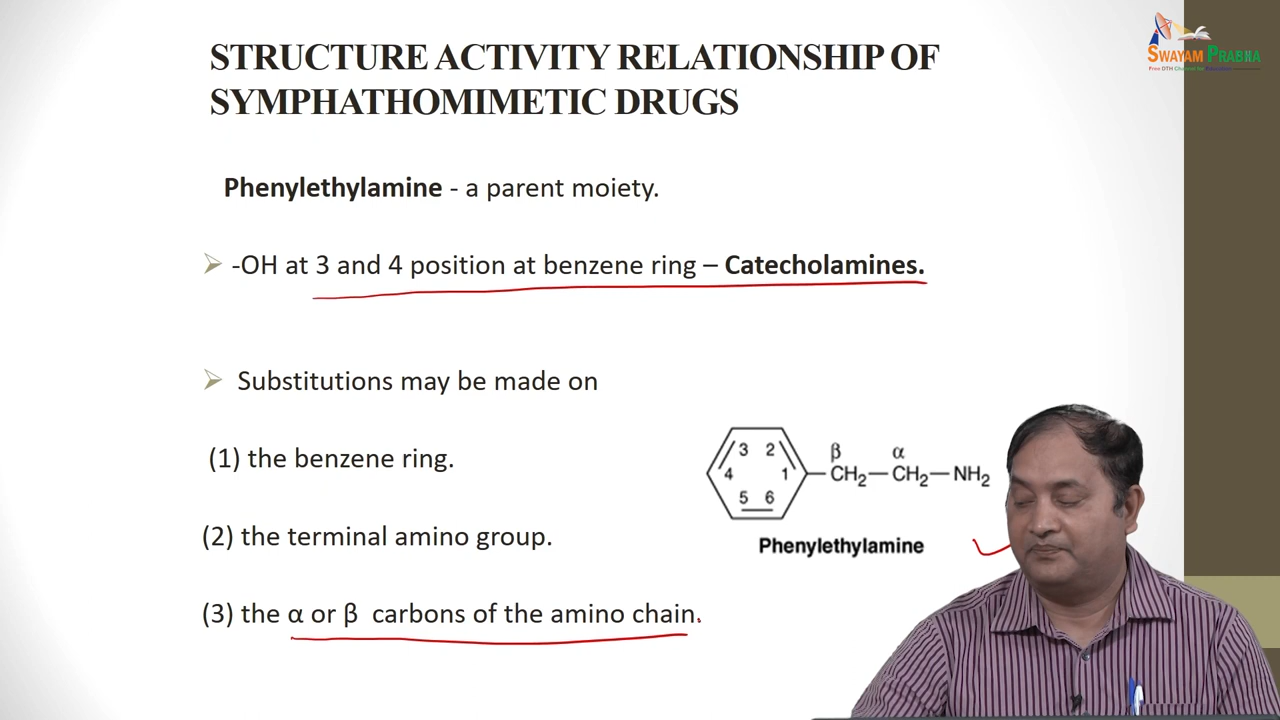 SWAYAM PRABHA
STRUCTURE ACTIVITY RELATIONSHIP OF
SYMPHATHOMIMETIC DRUGS
Phenylethylamine - a parent moiety.
➢ -OH at 3 and 4 position at benzene ring – Catecholamines.
➢ Substitutions may be made on
(1) the benzene ring.
(2) the terminal amino group.
(3) the α or β carbons of the amino chain.
β α
3 2
4 1 CH₂—CH₂—NH₂
5 6
Phenylethylamine